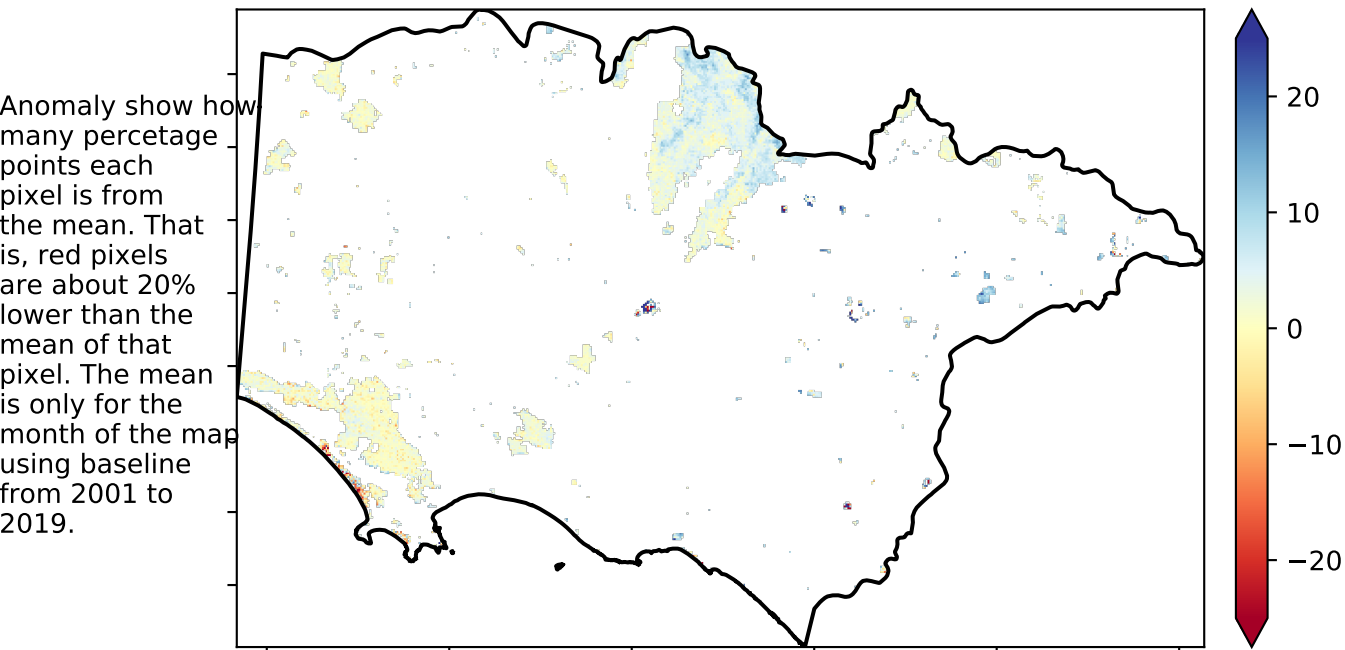 Anomaly show how
many percetage
points each
pixel is from
the mean. That
is, red pixels
are about 20%
lower than the
mean of that
pixel. The mean
is only for the
month of the map
using baseline
from 2001 to
2019.
20
10
0
−10
−20